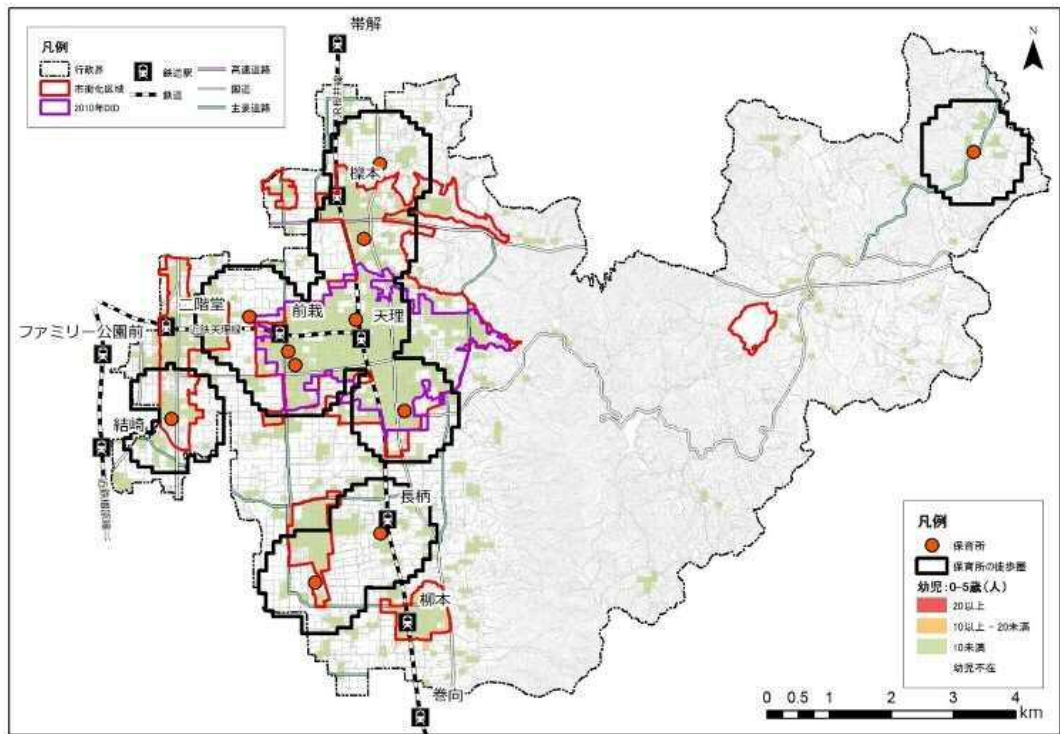 帯解
凡例
行政界
鉄道駅
高速道路
市街化区域
鉄道
国道
2010年DID
主要道路
N
櫟本
二階堂
前栽
天理
近鉄天理線
ファミリー公園前
結崎
長柄
柳本
巻向
凡例
保育所
保育所の徒歩圏
幼児:0-5歳(人)
20以上
10以上 - 20未満
10未満
幼児不在
0 0.5 1 2 3 4
km